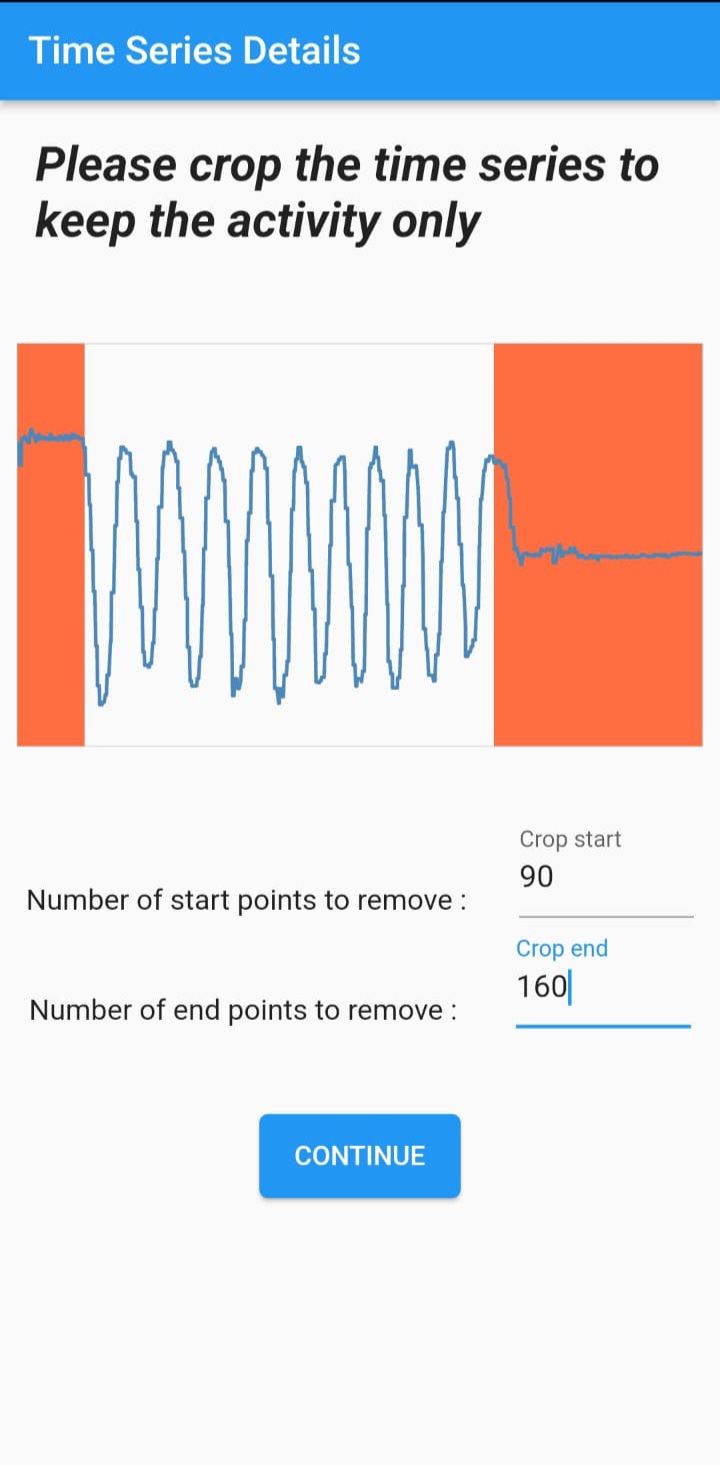 Time Series Details
Please crop the time series to
keep the activity only
Crop start
90
Number of start points to remove :
Crop end
160
Number of end points to remove :
CONTINUE